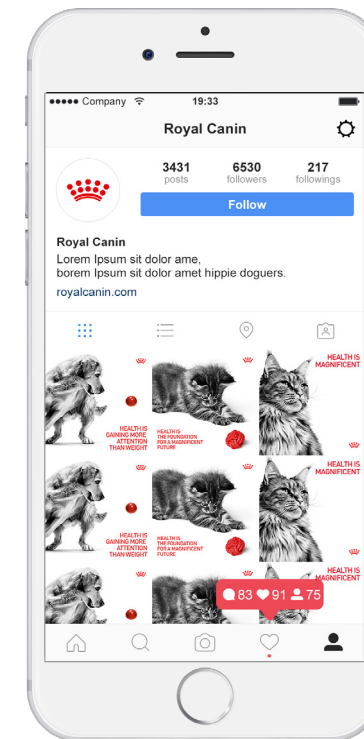 Company
19:33
Royal Canin
3431
6530
217
posts
followers
followings
Follow
Royal Canin
Lorem Ipsum sit dolor ame,
borem Ipsum sit dolor amet hippie doguers.
royalcanin.com
HEALTH IS
GAINING MORE
ATTENTION
THAN WEIGHT
HEALTH IS
THE FOUNDATION
FOR A MAGNIFICENT
FUTURE
HEALTH IS
MAGNIFICENT
HEALTH IS
GAINING MORE
ATTENTION
THAN WEIGHT
HEALTH IS
THE FOUNDATION
FOR A MAGNIFICENT
FUTURE
HEALTH IS
MAGNIFICENT
HEALTH IS
MAGNIFICENT
83 91 75